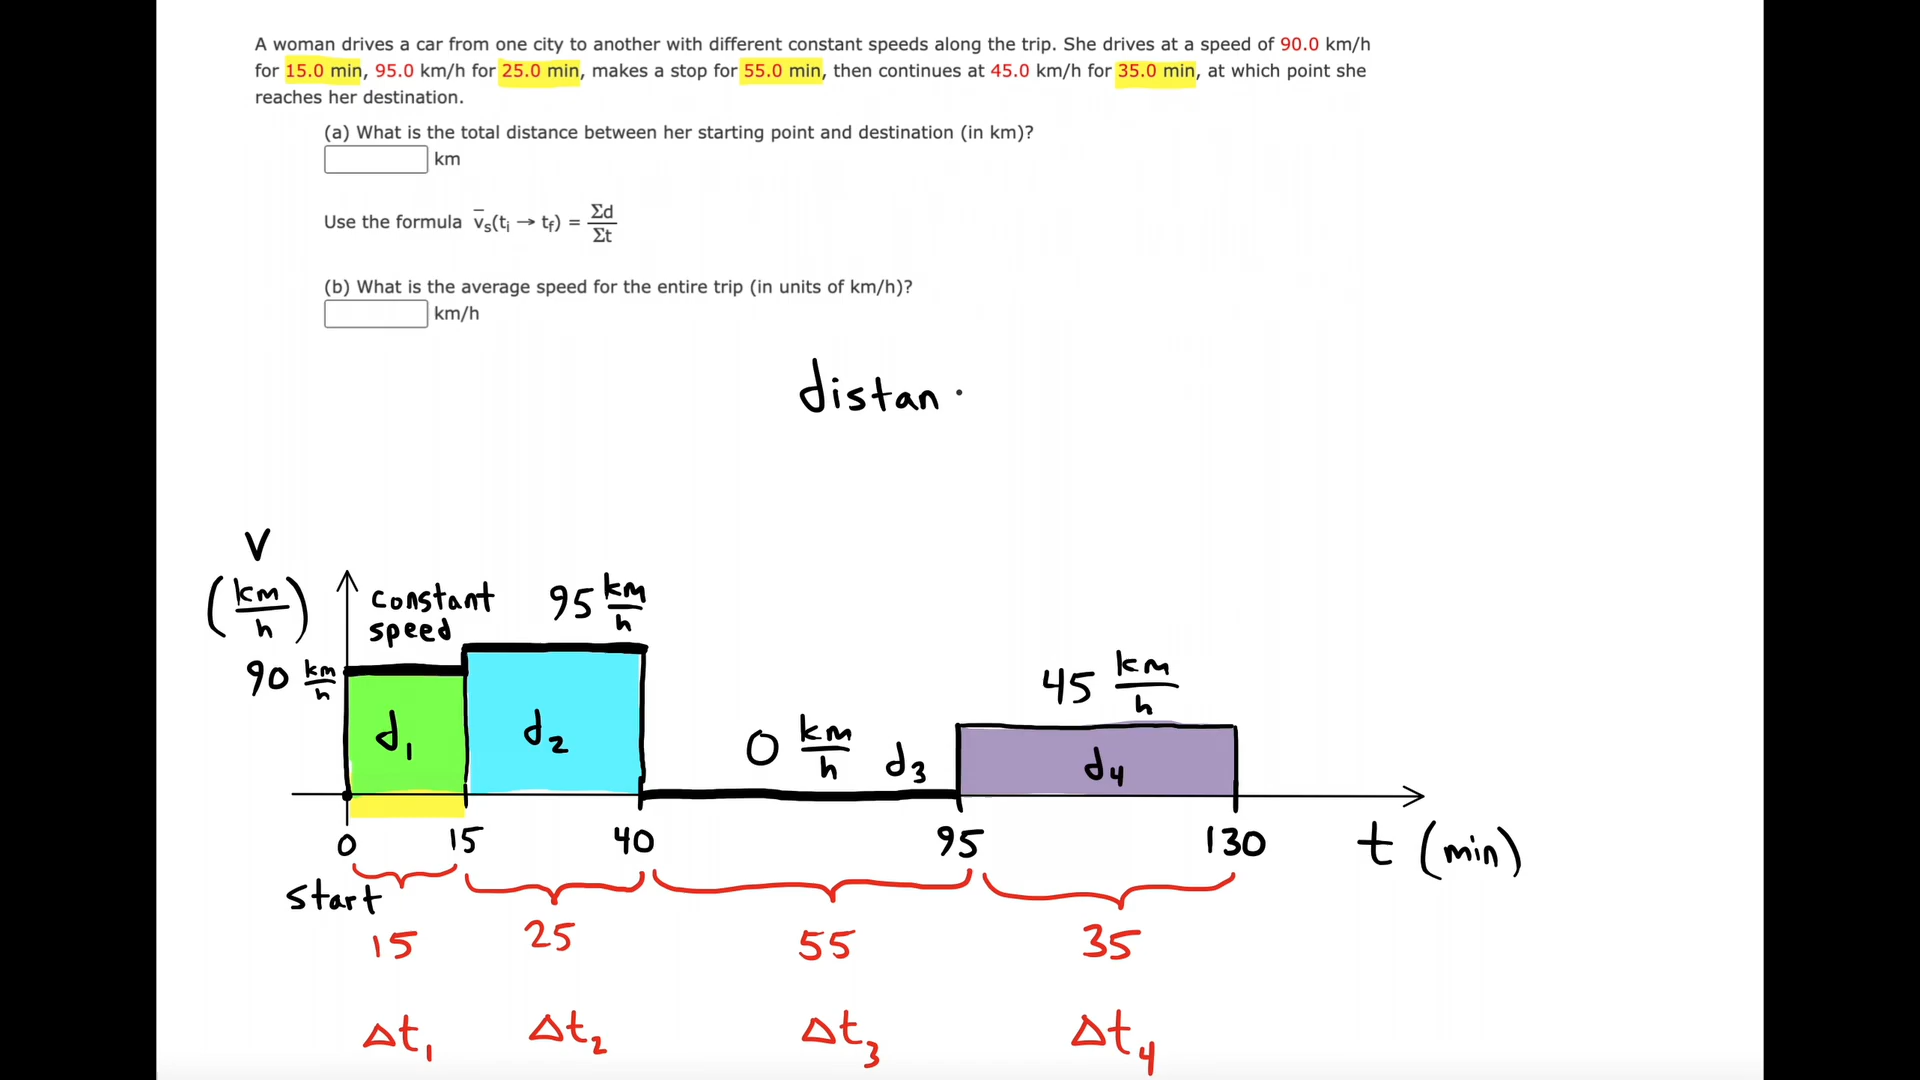 A woman drives a car from one city to another with different constant speeds along the trip. She drives at a speed of 90.0 km/h
for 15.0 min, 95.0 km/h for 25.0 min, makes a stop for 55.0 min, then continues at 45.0 km/h for 35.0 min, at which point she
reaches her destination.
(a) What is the total distance between her starting point and destination (in km)?
km
Use the formula v̅s(ti → tf) = Σd/Σt
(b) What is the average speed for the entire trip (in units of km/h)?
km/h
distan
v
(km/h)
constant
speed
95 km/h
90 km/h
45 km/h
0 km/h
d1
d2
d3
d4
0 15 40 95 130 t (min)
start
15 25 55 35
Δt1 Δt2 Δt3 Δt4